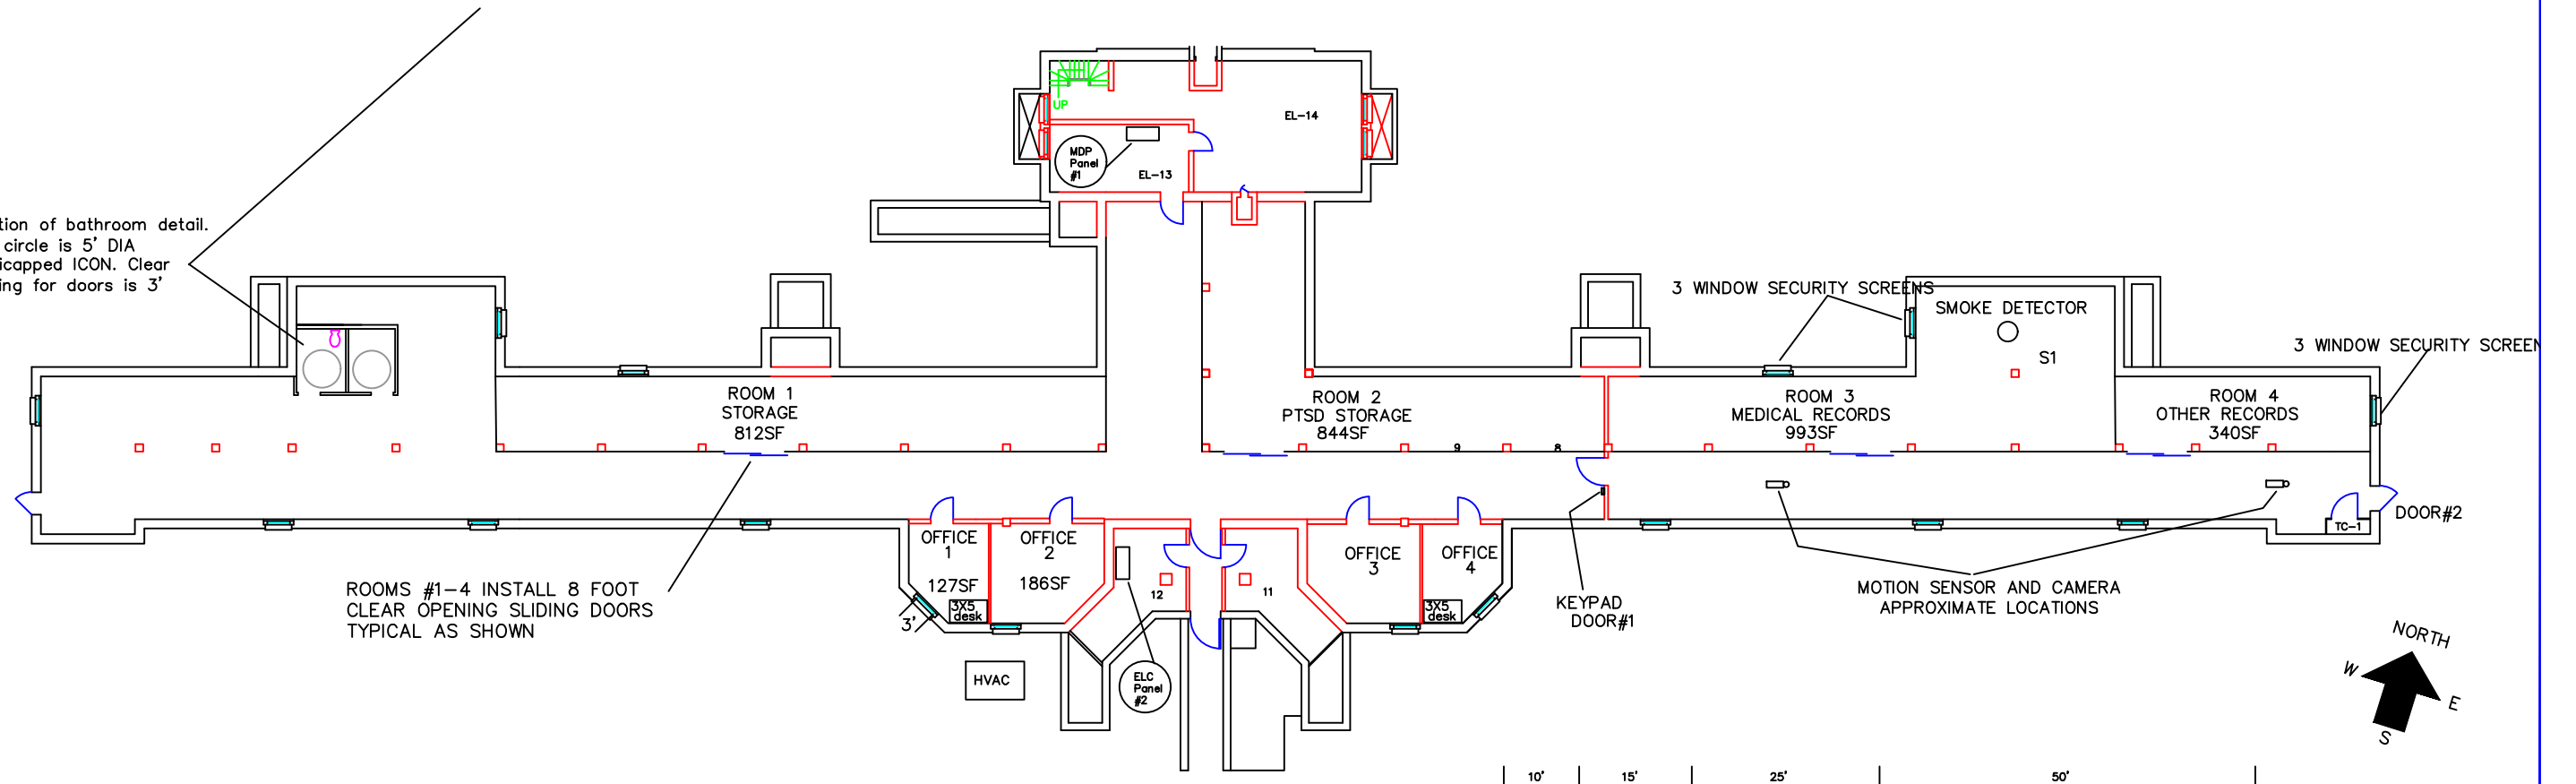 UP
EL-14
MDP
Panel
#1
EL-13
tion of bathroom detail.
circle is 5' DIA
icapped ICON. Clear
ing for doors is 3'
3 WINDOW SECURITY SCREENS
SMOKE DETECTOR
S1
3 WINDOW SECURITY SCREEN
ROOM 1
STORAGE
812SF
ROOM 2
PTSD STORAGE
844SF
ROOM 3
MEDICAL RECORDS
993SF
ROOM 4
OTHER RECORDS
340SF
9
8
DOOR#2
TC-1
OFFICE
1
127SF
3X5
desk
3'
OFFICE
2
186SF
12
11
OFFICE
3
OFFICE
4
3X5
desk
ROOMS #1-4 INSTALL 8 FOOT
CLEAR OPENING SLIDING DOORS
TYPICAL AS SHOWN
KEYPAD
DOOR#1
MOTION SENSOR AND CAMERA
APPROXIMATE LOCATIONS
HVAC
ELC
Panel
#2
NORTH
W
E
S
10'
15'
25'
50'